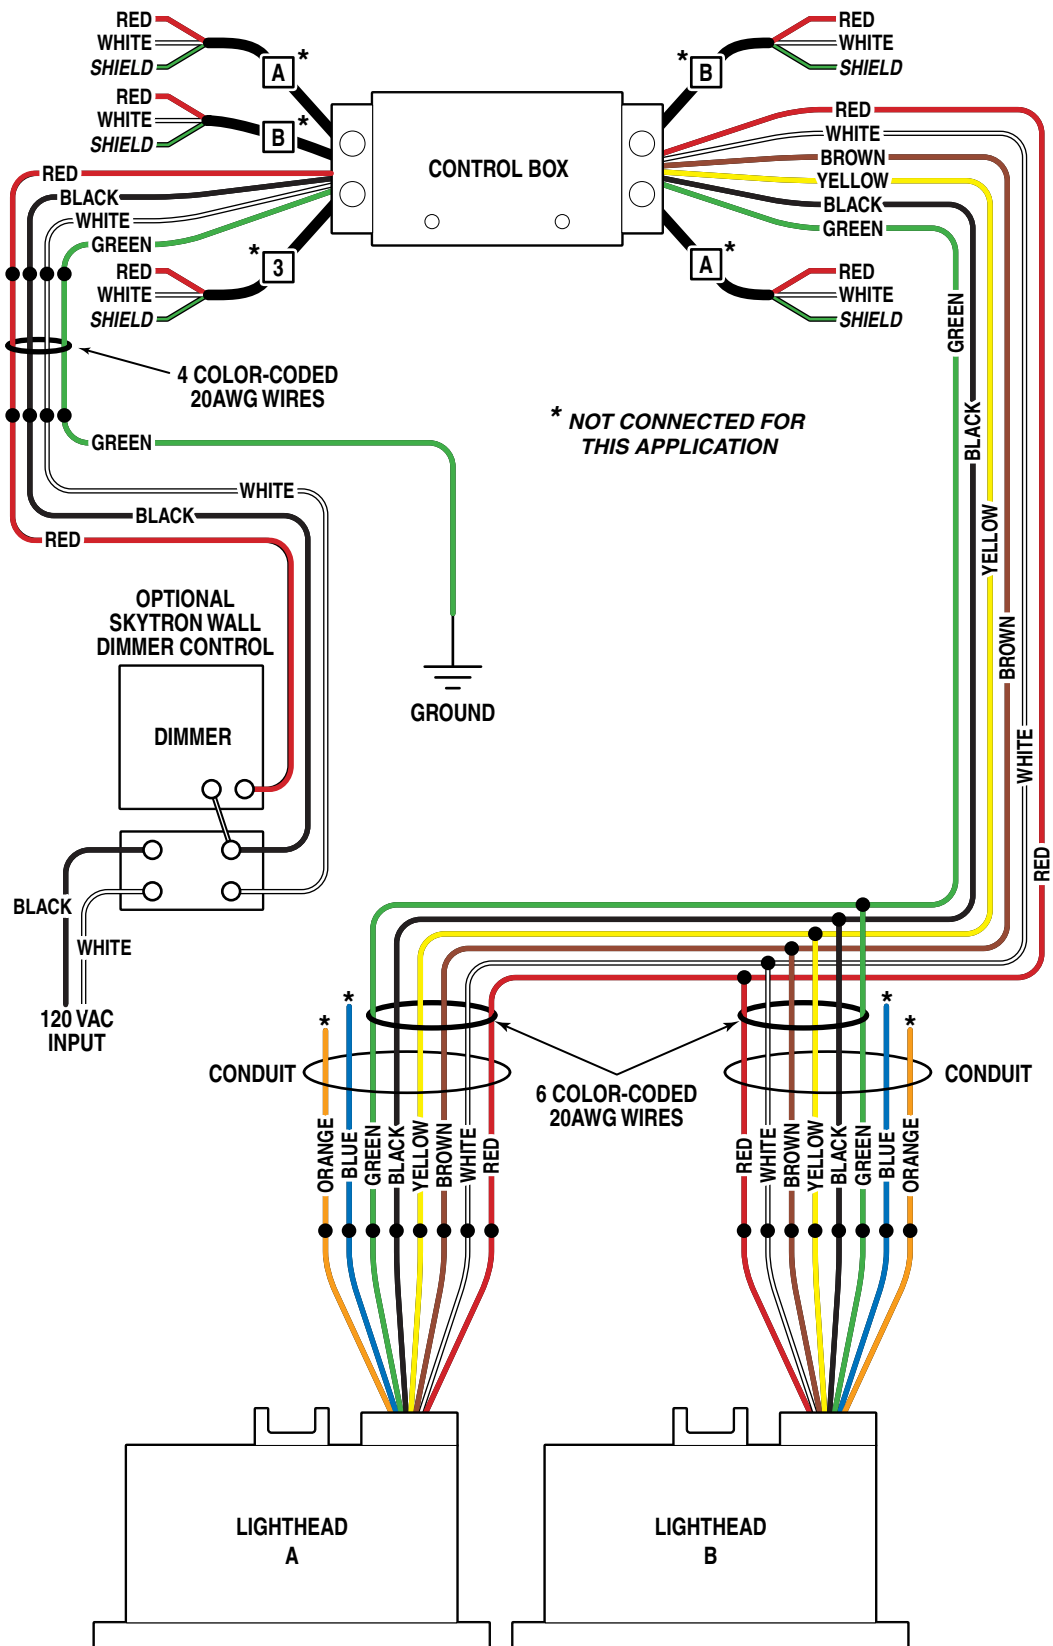 RED
WHITE
SHIELD
A *
RED
WHITE
SHIELD
B *
RED
BLACK
WHITE
GREEN
* 3
RED
WHITE
SHIELD
CONTROL BOX
* B
RED
WHITE
SHIELD
RED
WHITE
BROWN
YELLOW
BLACK
GREEN
A *
RED
WHITE
SHIELD
4 COLOR-CODED
20AWG WIRES
* NOT CONNECTED FOR
THIS APPLICATION
GREEN
WHITE
BLACK
RED
GREEN
BLACK
YELLOW
BROWN
WHITE
RED
OPTIONAL
SKYTRON WALL
DIMMER CONTROL
DIMMER
GROUND
BLACK
WHITE
120 VAC
INPUT
*
*
*
*
CONDUIT
6 COLOR-CODED
20AWG WIRES
CONDUIT
ORANGE
BLUE
GREEN
BLACK
YELLOW
BROWN
WHITE
RED
RED
WHITE
BROWN
YELLOW
BLACK
GREEN
BLUE
ORANGE
LIGHTHEAD
A
LIGHTHEAD
B